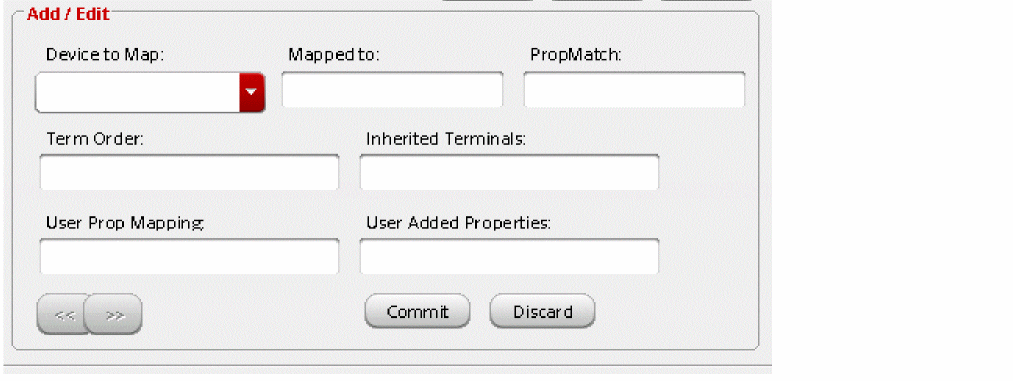 Add / Edit
Device to Map: Mapped to: PropMatch:
Term Order: Inherited Terminals:
User Prop Mapping: User Added Properties:
<< >> Commit Discard